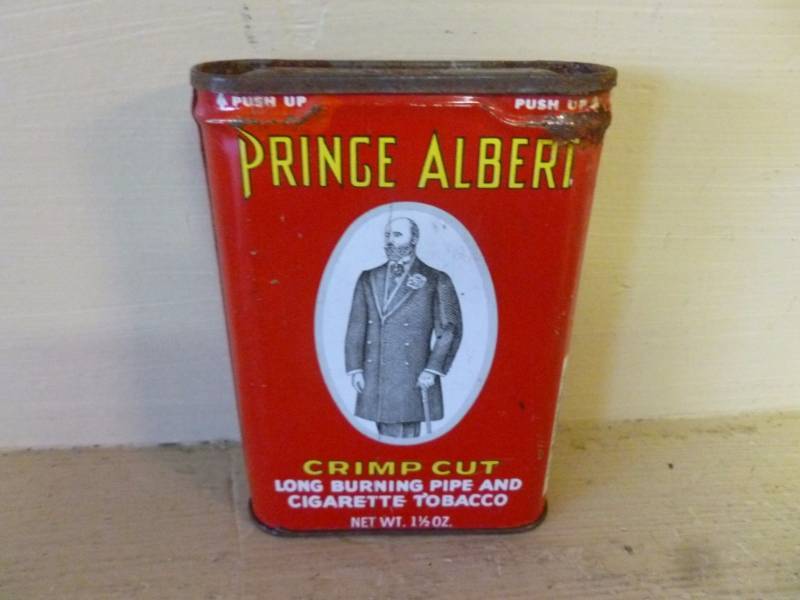 PUSH UP PUSH UP
PRINCE ALBERT
CRIMP CUT
LONG BURNING PIPE AND
CIGARETTE TOBACCO
NET WT. 1½ OZ.